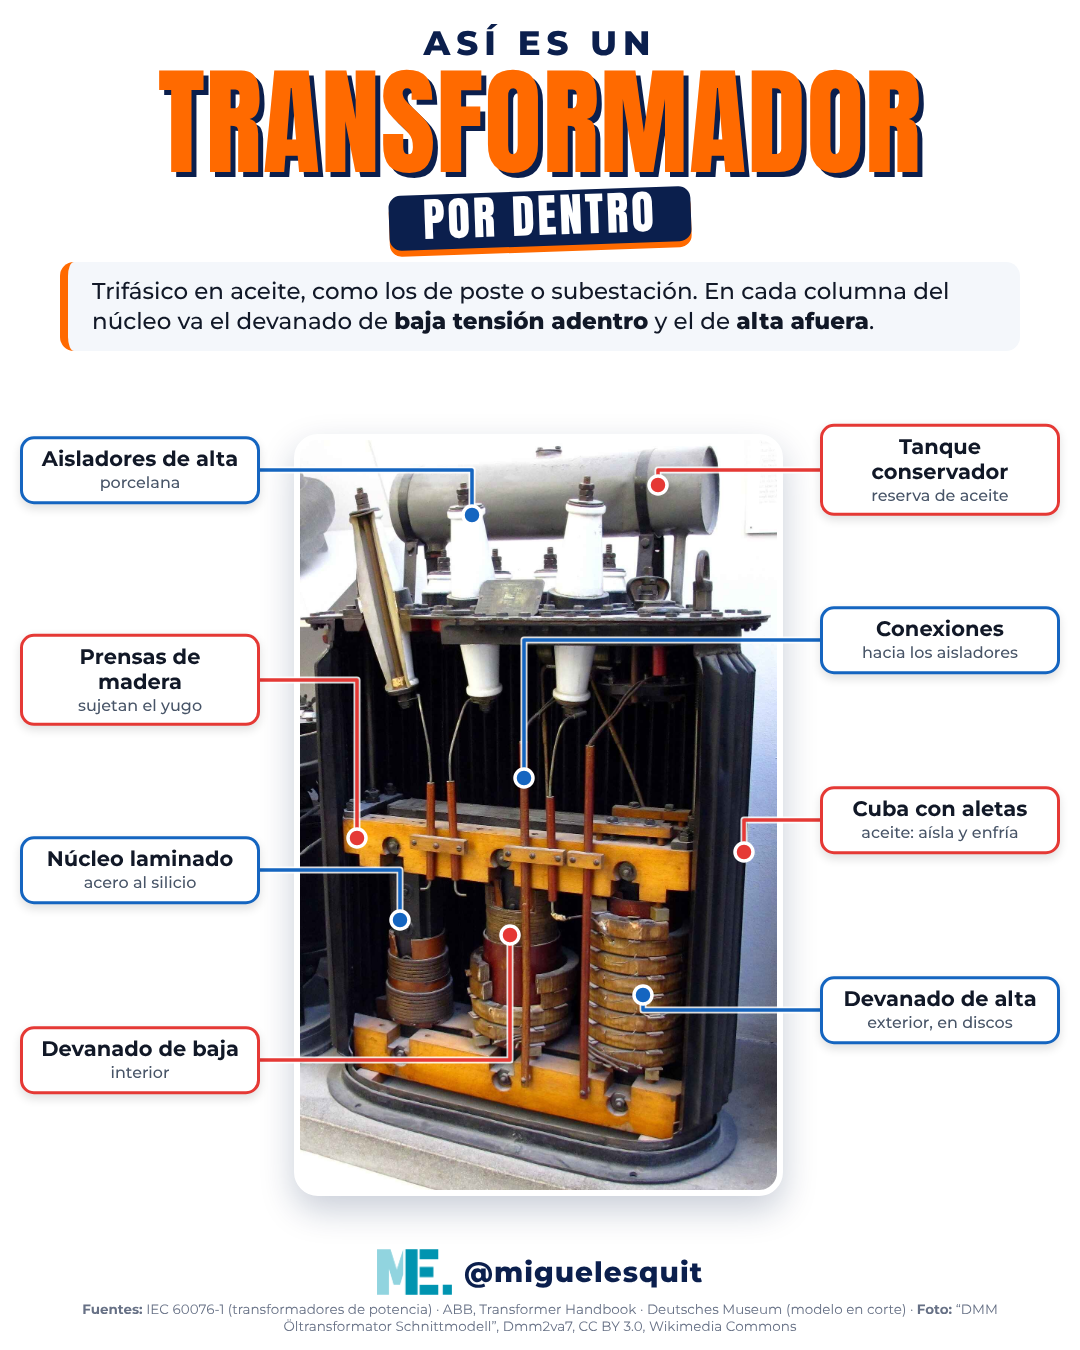 ASÍ ES UN
TRANSFORMADOR
POR DENTRO
Trifásico en aceite, como los de poste o subestación. En cada columna del
núcleo va el devanado de baja tensión adentro y el de alta afuera.
Aisladores de alta
porcelana
Tanque
conservador
reserva de aceite
Prensas de
madera
sujetan el yugo
Conexiones
hacia los aisladores
Núcleo laminado
acero al silicio
Cuba con aletas
aceite: aísla y enfría
Devanado de baja
interior
Devanado de alta
exterior, en discos
ME. @miguelesquit
Fuentes: IEC 60076-1 (transformadores de potencia) · ABB, Transformer Handbook · Deutsches Museum (modelo en corte) · Foto: “DMM
Öltransformator Schnittmodell”, Dmm2va7, CC BY 3.0, Wikimedia Commons